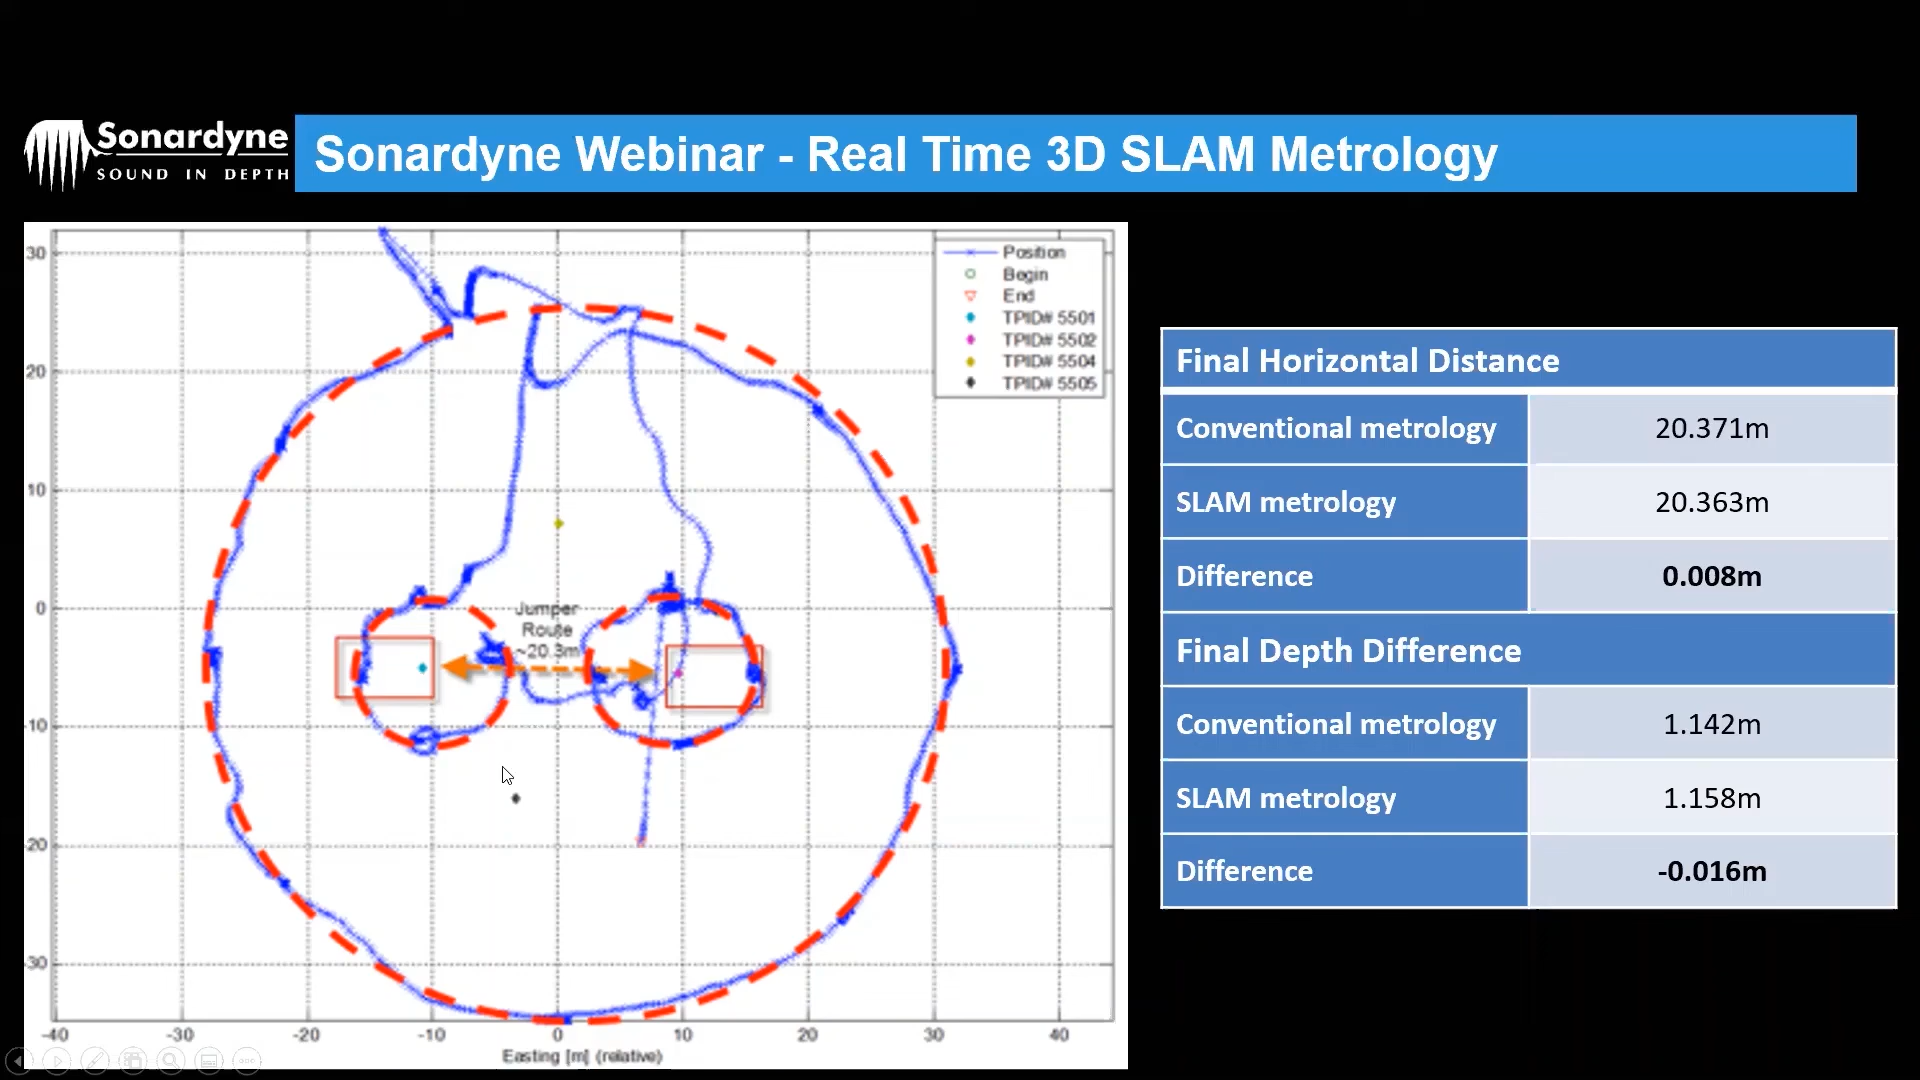 Sonardyne
SOUND IN DEPTH
Sonardyne Webinar - Real Time 3D SLAM Metrology
30
20
10
0
10
20
30
-40
-30
-20
-10
0
10
20
30
40
Easting [m] (relative)
Position
Begin
End
TPID# 5501
TPID# 5502
TPID# 5504
TPID# 5505
Jumper
Route
~20.3m
Final Horizontal Distance
Conventional metrology 20.371m
SLAM metrology 20.363m
Difference 0.008m
Final Depth Difference
Conventional metrology 1.142m
SLAM metrology 1.158m
Difference -0.016m